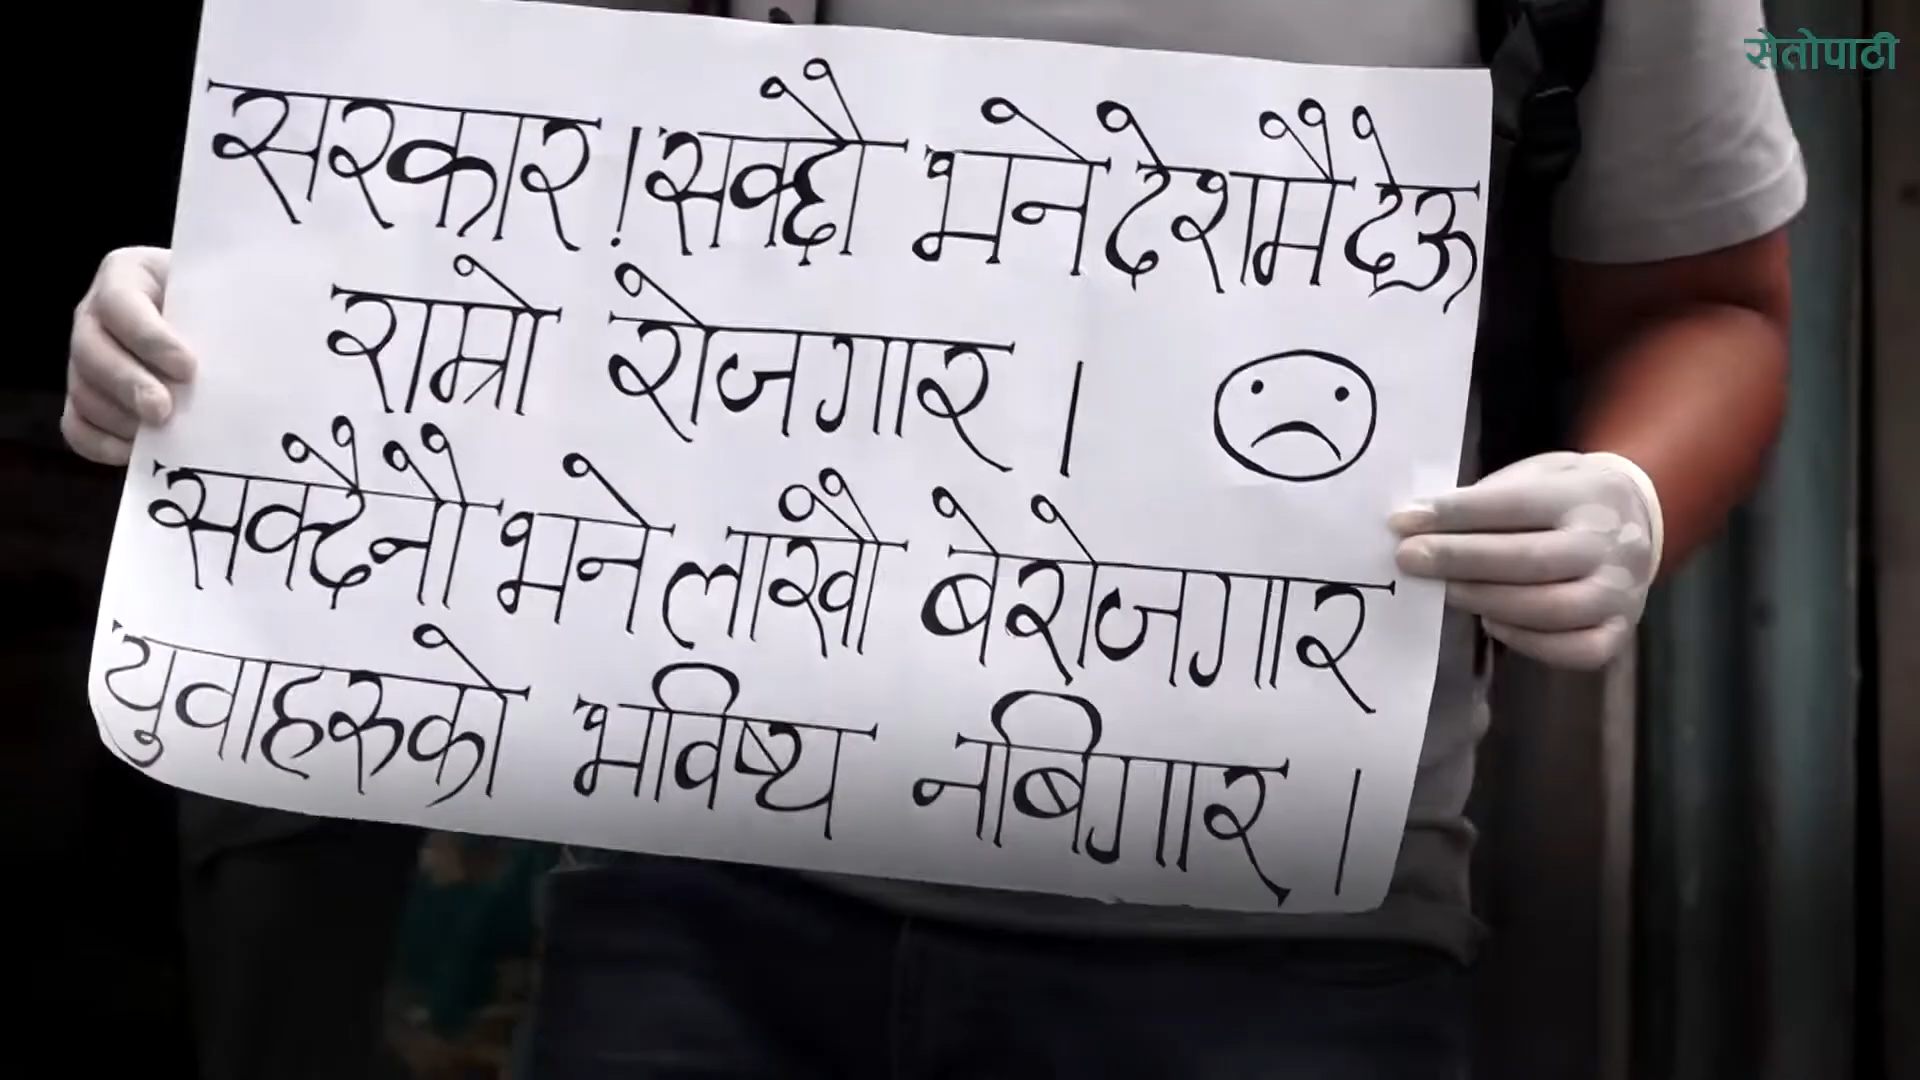 सेतोपाटी
सरकार! सक्छौ भने देशमै देऊ
राम्रो रोजगार।
सक्दैनौ भने लाखौ बेरोजगार
युवाहरुको भविष्य नबिगार।